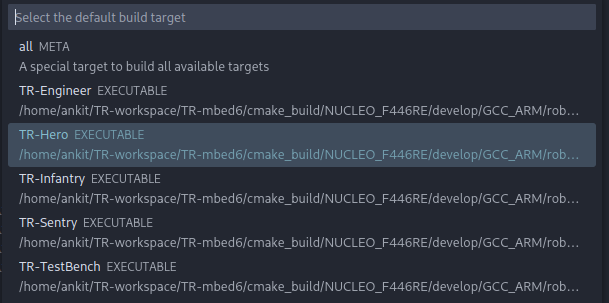 Select the default build target
all META
A special target to build all available targets
TR-Engineer EXECUTABLE
/home/ankit/TR-workspace/TR-mbed6/cmake_build/NUCLEO_F446RE/develop/GCC_ARM/rob...
TR-Hero EXECUTABLE
/home/ankit/TR-workspace/TR-mbed6/cmake_build/NUCLEO_F446RE/develop/GCC_ARM/rob...
TR-Infantry EXECUTABLE
/home/ankit/TR-workspace/TR-mbed6/cmake_build/NUCLEO_F446RE/develop/GCC_ARM/rob...
TR-Sentry EXECUTABLE
/home/ankit/TR-workspace/TR-mbed6/cmake_build/NUCLEO_F446RE/develop/GCC_ARM/rob...
TR-TestBench EXECUTABLE
/home/ankit/TR-workspace/TR-mbed6/cmake_build/NUCLEO_F446RE/develop/GCC_ARM/rob...